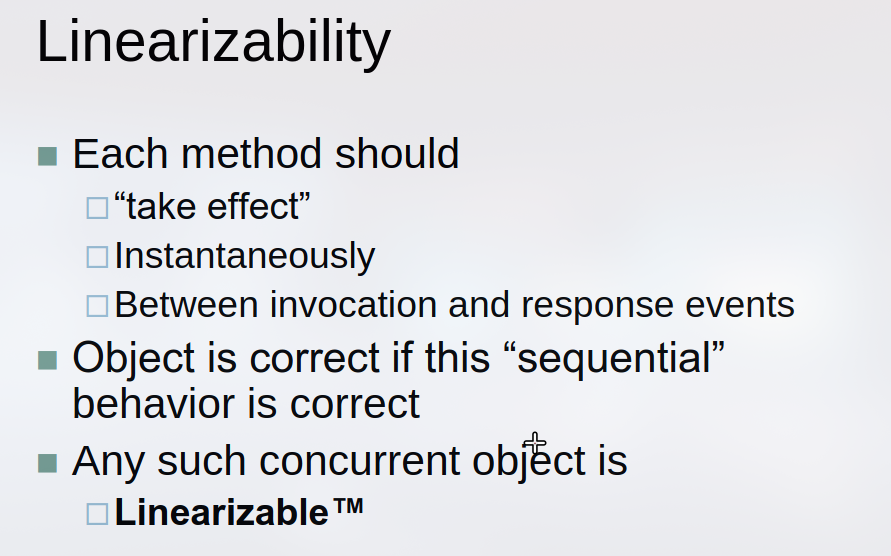 Linearizability
Each method should
“take effect”
Instantaneously
Between invocation and response events
Object is correct if this “sequential”
behavior is correct
Any such concurrent object is
Linearizable™